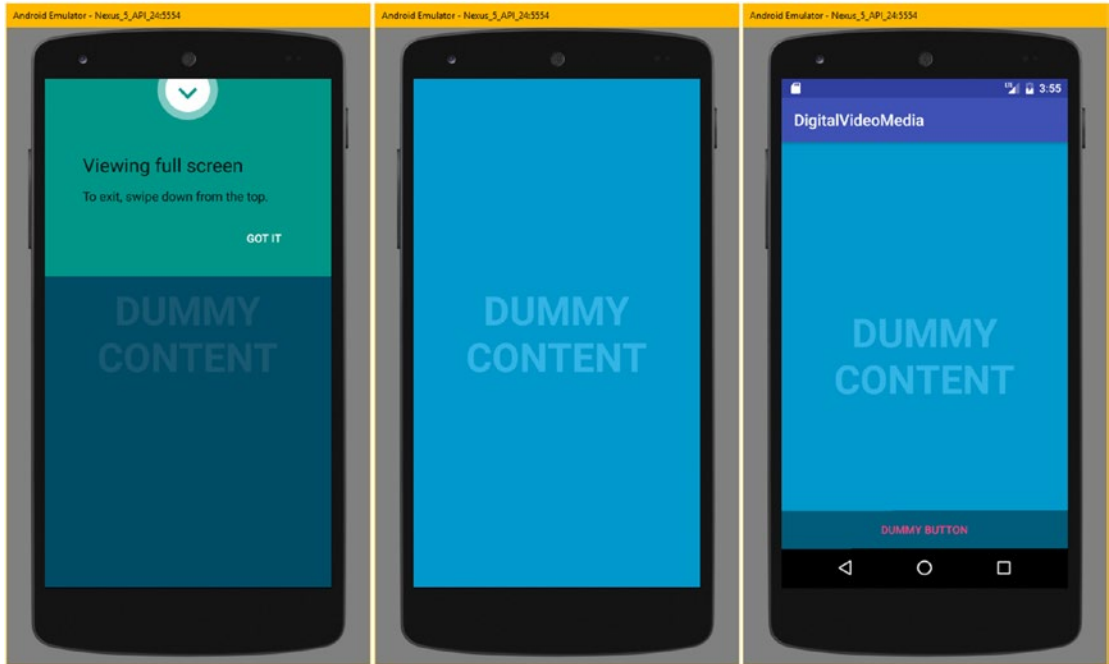 Android Emulator - Nexus_5_API_24:5554
Viewing full screen
To exit, swipe down from the top.
GOT IT
DUMMY
CONTENT
Android Emulator - Nexus_5_API_24:5554
DUMMY
CONTENT
Android Emulator - Nexus_5_API_24:5554
LTE 3:55
DigitalVideoMedia
DUMMY
CONTENT
DUMMY BUTTON